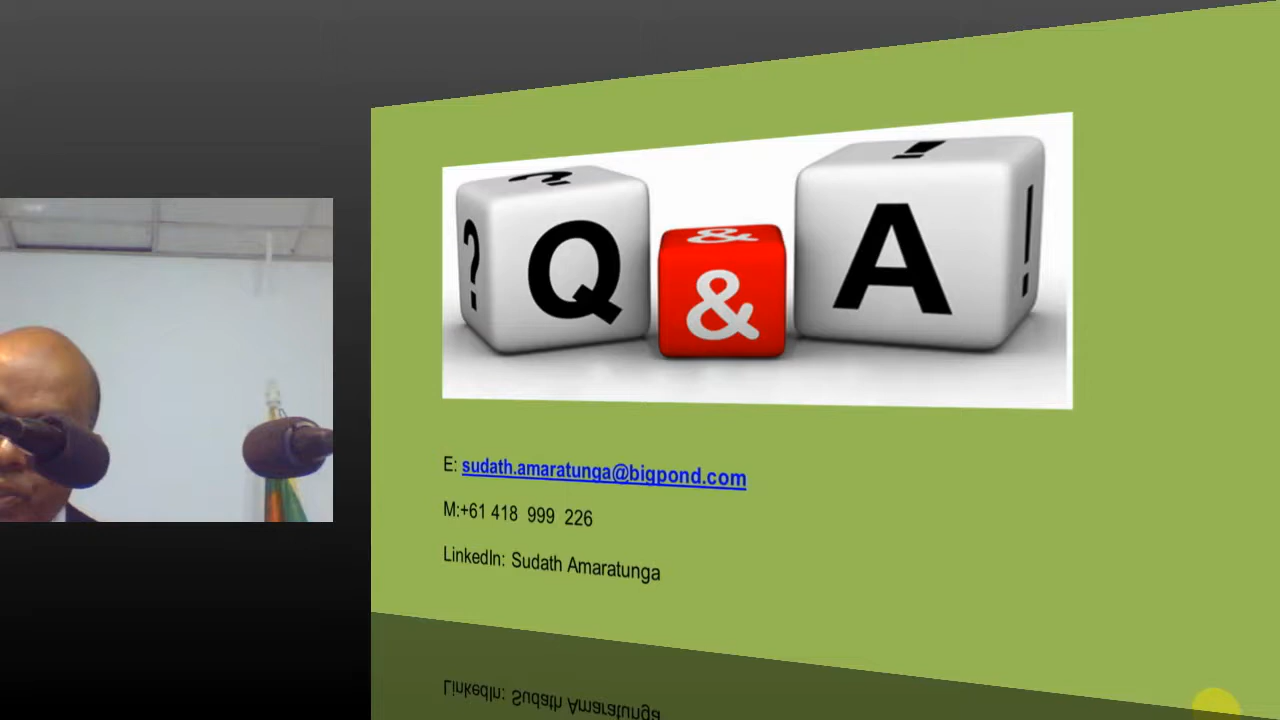 ? Q & A !
E: sudath.amaratunga@bigpond.com
M:+61 418 999 226
LinkedIn: Sudath Amaratunga
LinkedIn: Sudath Amaratunga